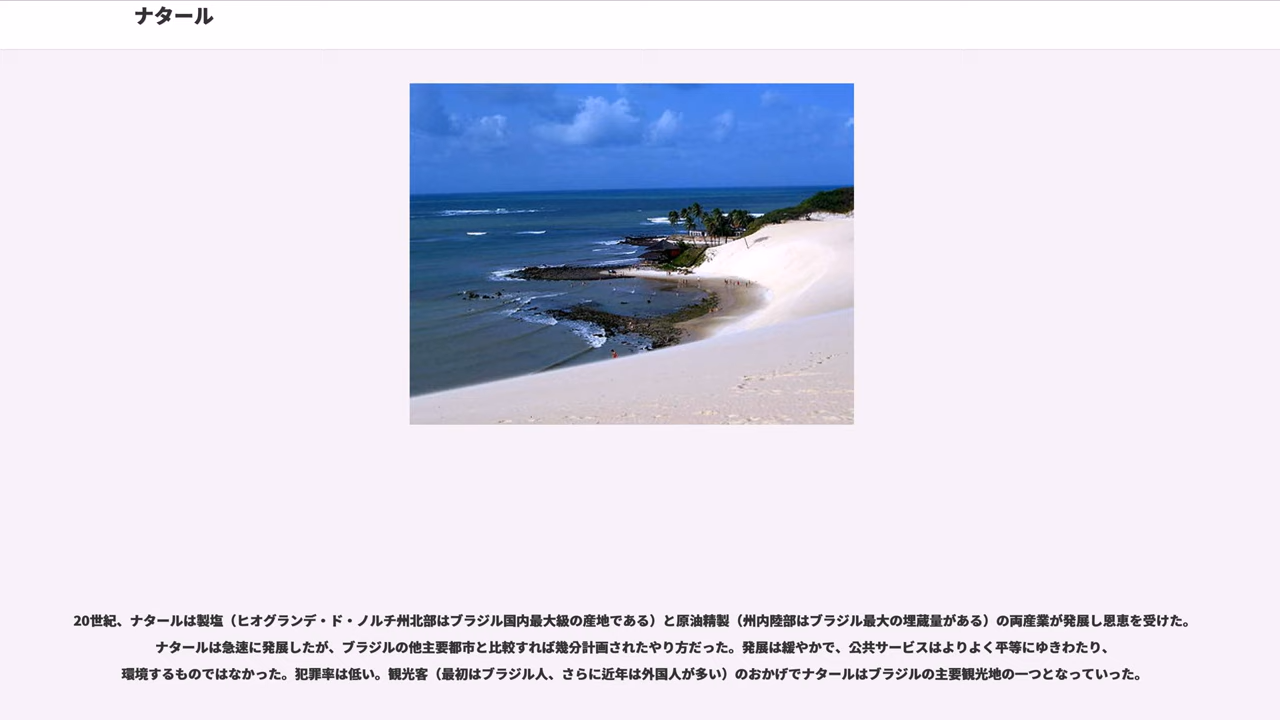 ナタール
20世紀、ナタールは製塩（ヒオグランデ・ド・ノルチ州北部はブラジル国内最大級の産地である）と原油精製（州内陸部はブラジル最大の埋蔵量がある）の両産業が発展し恩恵を受けた。
ナタールは急速に発展したが、ブラジルの他主要都市と比較すれば幾分計画されたやり方だった。発展は緩やかで、公共サービスはよりよく平等にゆきわたり、
環境するものではなかった。犯罪率は低い。観光客（最初はブラジル人、さらに近年は外国人が多い）のおかげでナタールはブラジルの主要観光地の一つとなっていった。